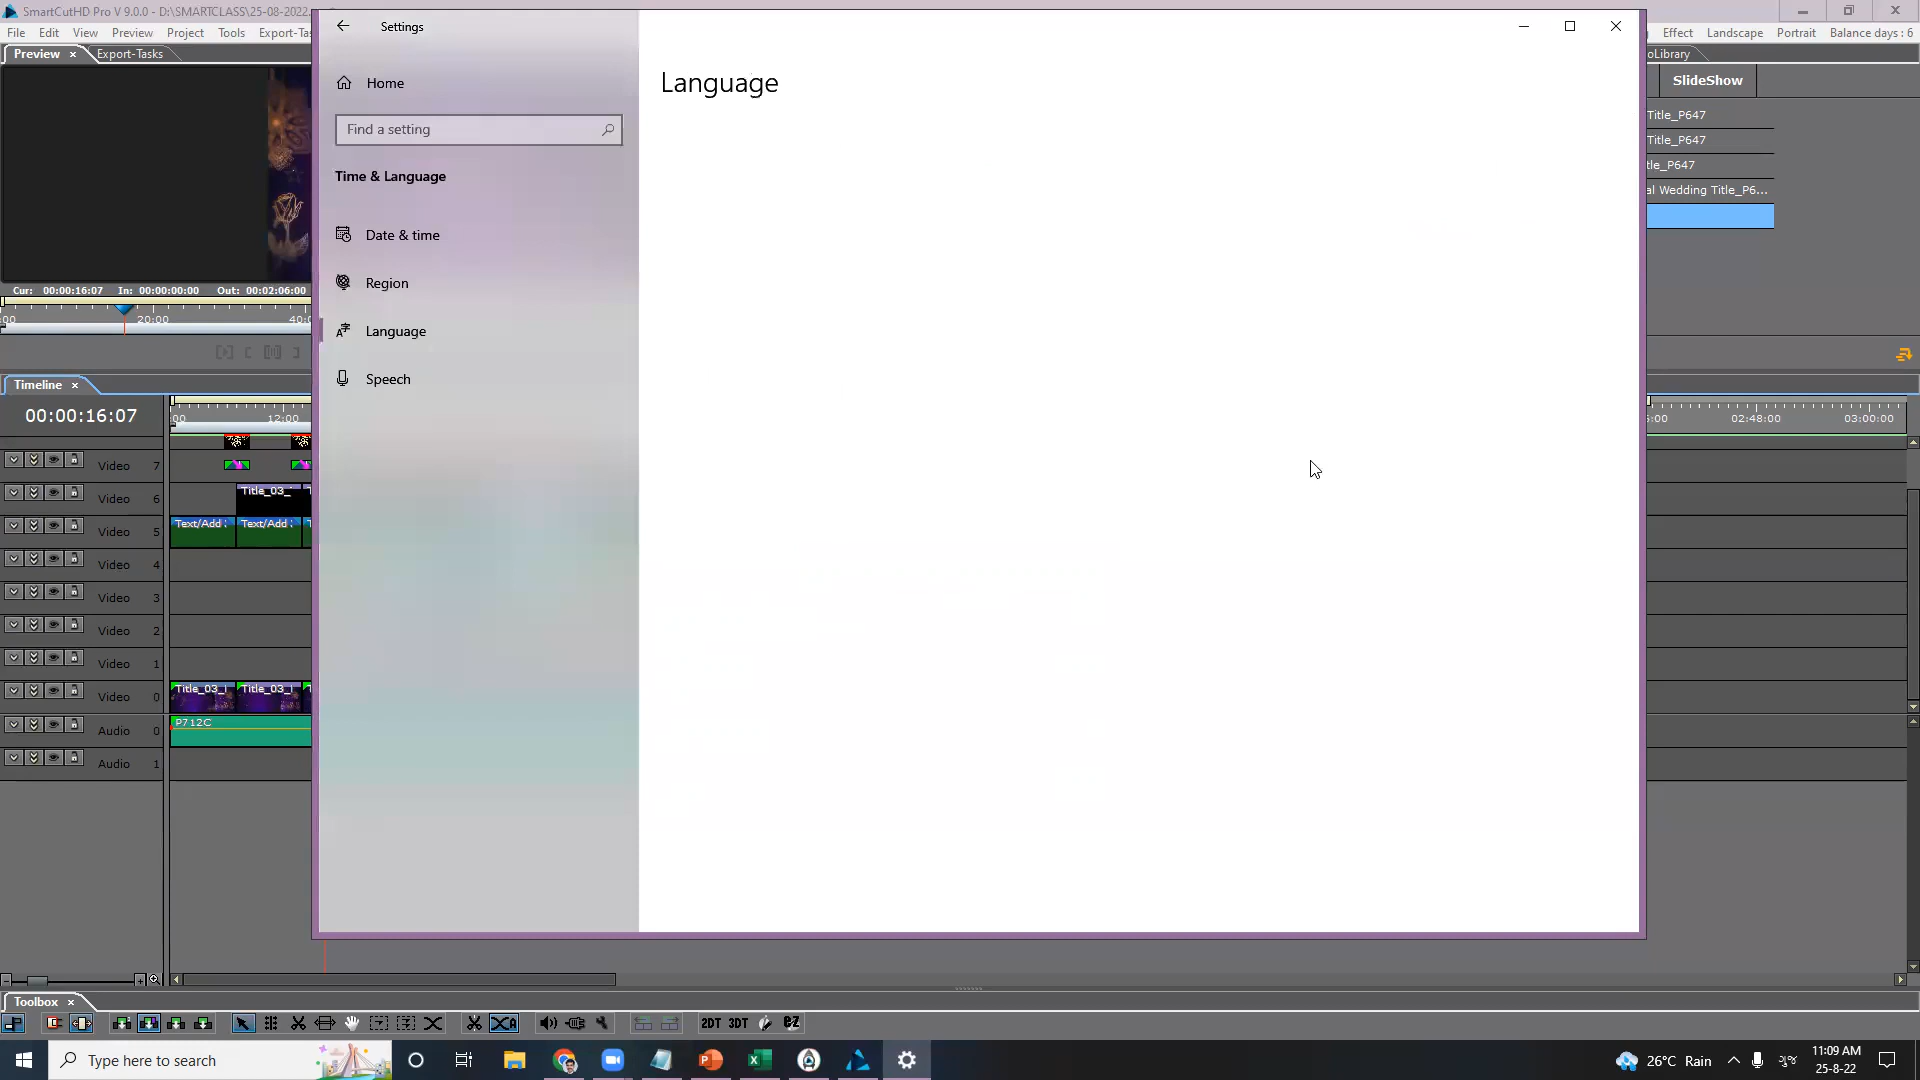 SmartCutHD Pro V 9.0.0 - D:\SMARTCLASS\25-08-2022.
File Edit View Preview Project Tools Export-Ta
Effect Landscape Portrait Balance days : 6
Preview × Export-Tasks
oLibrary
SlideShow
Title_P647
Title_P647
tle_P647
al Wedding Title_P6...
Settings
Home
Find a setting
Time & Language
Date & time
Region
Language
Speech
Language
Cur: 00:00:16:07 In: 00:00:00:00 Out: 00:02:06:00
:00 20:00 40:
Timeline ×
00:00:16:07
:00 12:00
6:00 02:48:00 03:00:00
Video 7
Video 6
Title_03_
Video 5
Text/Add Text/Add
Video 4
Video 3
Video 2
Video 1
Video 0
Title_03_ Title_03_
Audio 0
P712C
Audio 1
Toolbox ×
2DT 3DT
Type here to search
26°C Rain
11:09 AM
25-8-22